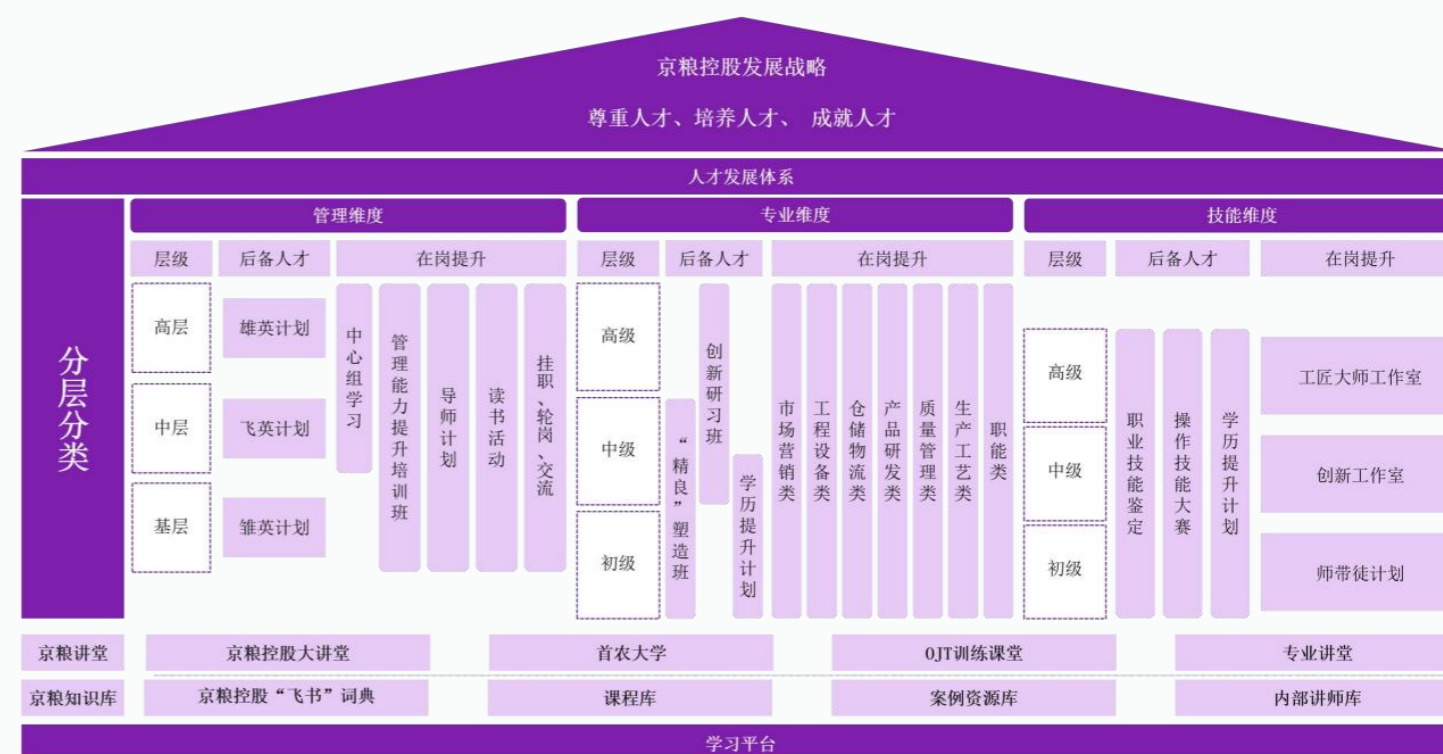 京粮控股发展战略
尊重人才、培养人才、 成就人才
人才发展体系
分层分类
管理维度
层级
后备人才
在岗提升
高层
中层
基层
雄英计划
飞英计划
雏英计划
中心组学习
管理能力提升培训班
导师计划
读书活动
挂职、轮岗、交流
专业维度
层级
后备人才
在岗提升
高级
中级
初级
“精良”塑造班
创新研习班
学历提升计划
市场营销类
工程设备类
仓储物流类
产品研发类
质量管理类
生产工艺类
职能类
技能维度
层级
后备人才
在岗提升
高级
中级
初级
职业技能鉴定
操作技能大赛
学历提升计划
工匠大师工作室
创新工作室
师带徒计划
京粮讲堂
京粮控股大讲堂
首农大学
OJT训练课堂
专业讲堂
京粮知识库
京粮控股“飞书”词典
课程库
案例资源库
内部讲师库
学习平台